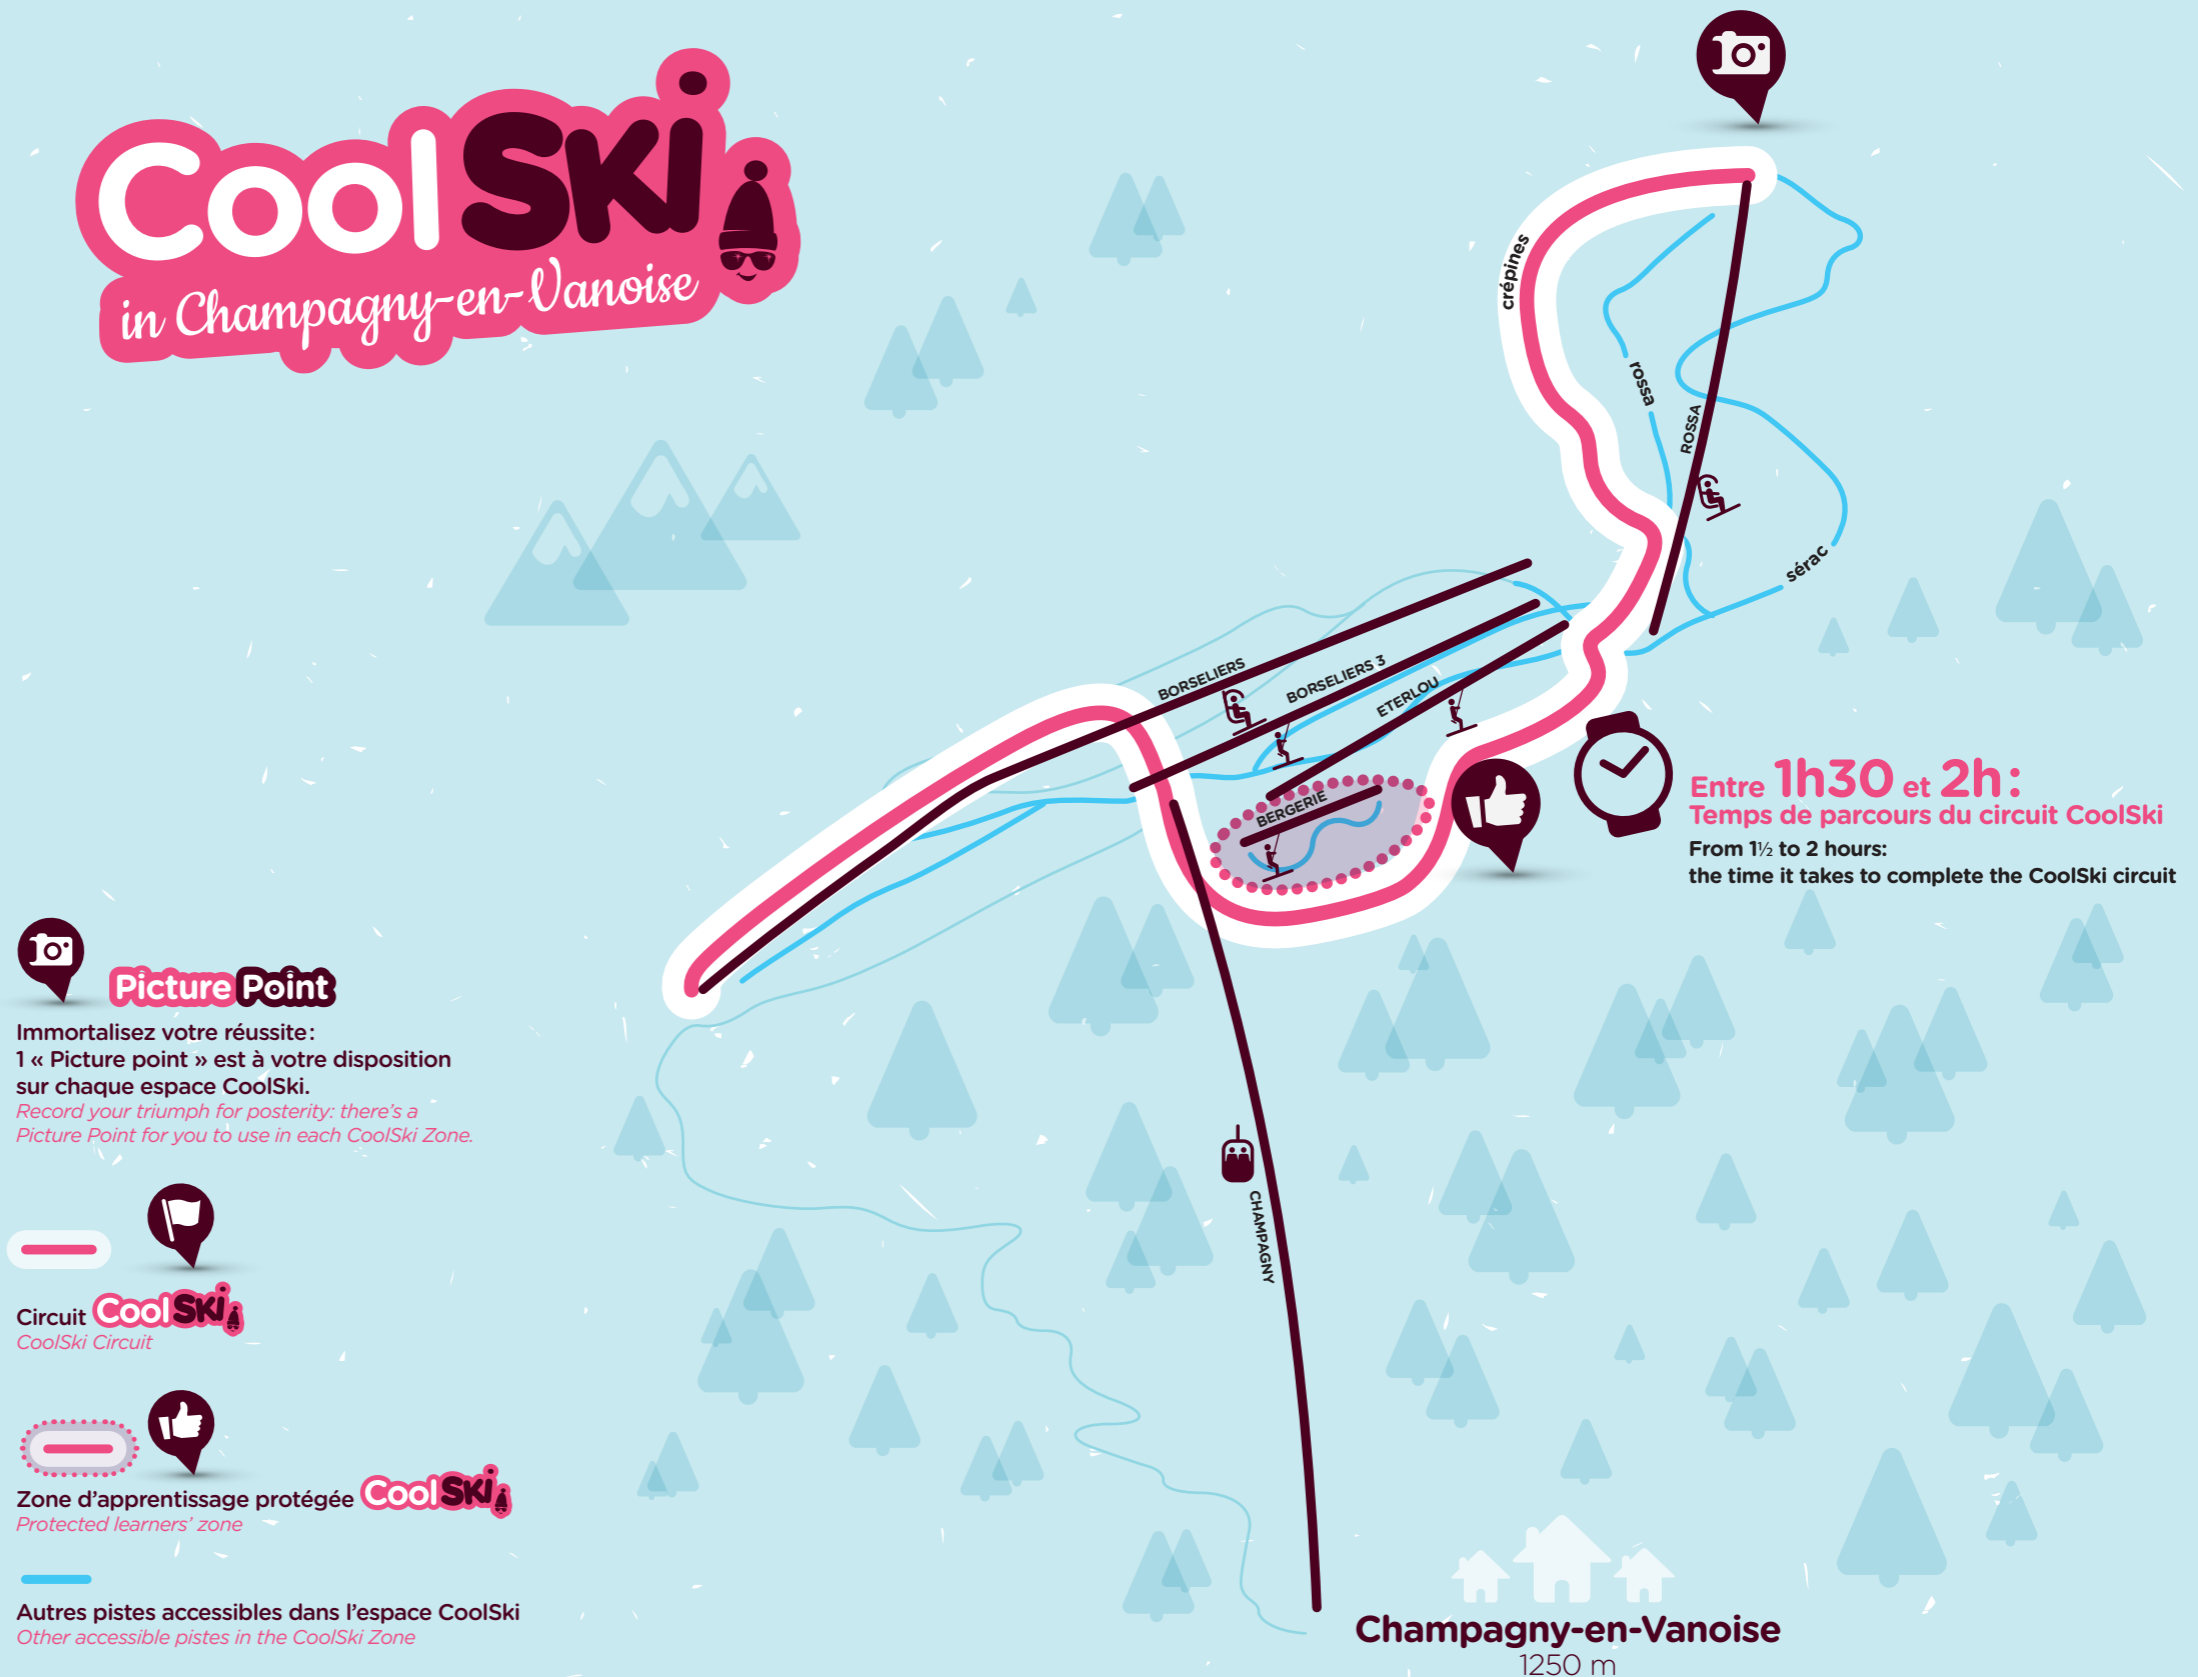 CoolSki
in Champagny-en-Vanoise
crépines
rossa
ROSSA
sérac
BORSELIERS
BORSELIERS 3
ETERLOU
BERGERIE
Entre 1h30 et 2h:
Temps de parcours du circuit CoolSki
From 1½ to 2 hours:
the time it takes to complete the CoolSki circuit
Picture Point
Immortalisez votre réussite:
1 « Picture point » est à votre disposition
sur chaque espace CoolSki.
Record your triumph for posterity: there's a
Picture Point for you to use in each CoolSki Zone.
CHAMPAGNY
Circuit CoolSki
CoolSki Circuit
Zone d'apprentissage protégée CoolSki
Protected learners' zone
Autres pistes accessibles dans l'espace CoolSki
Other accessible pistes in the CoolSki Zone
Champagny-en-Vanoise
1250 m